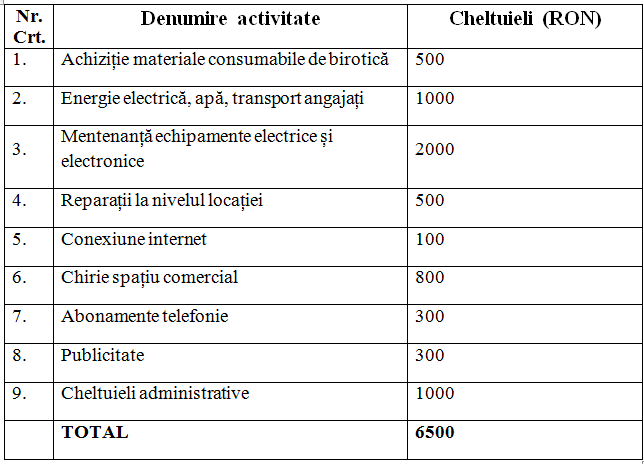 Nr. Crt. Denumire activitate Cheltuieli (RON)
1. Achiziție materiale consumabile de birotică 500
2. Energie electrică, apă, transport angajați 1000
3. Mentenanță echipamente electrice și electronice 2000
4. Reparații la nivelul locației 500
5. Conexiune internet 100
6. Chirie spațiu comercial 800
7. Abonamente telefonie 300
8. Publicitate 300
9. Cheltuieli administrative 1000
TOTAL 6500